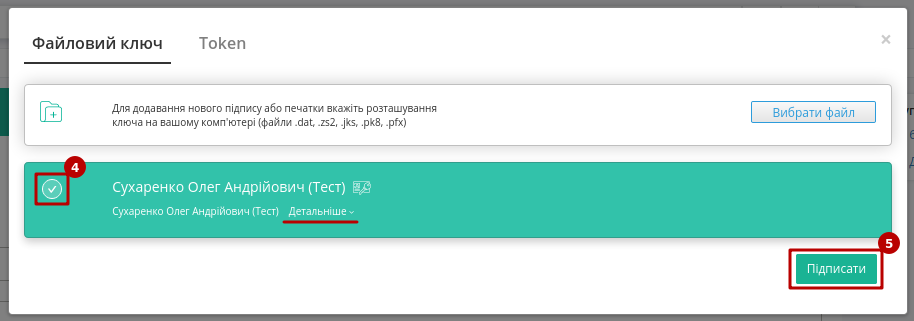 Файловий ключ Token ×
Для додавання нового підпису або печатки вкажіть розташування
ключа на вашому комп'ютері (файли .dat, .zs2, .jks, .pk8, .pfx)
Вибрати файл
4
Сухаренко Олег Андрійович (Тест)
Сухаренко Олег Андрійович (Тест) Детальніше
5
Підписати